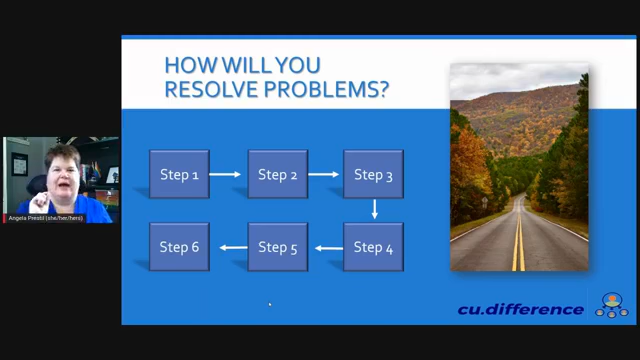 HOW WILL YOU
RESOLVE PROBLEMS?
Step 1
Step 2
Step 3
Step 4
Step 5
Step 6
Angela Prestil (she/her/hers)
cu.difference